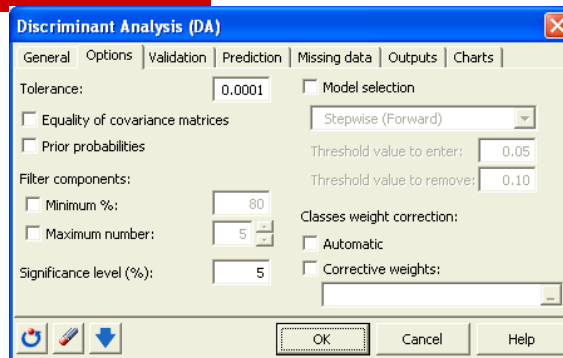 Discriminant Analysis (DA)
General Options Validation Prediction Missing data Outputs Charts
Tolerance: 0.0001
Equality of covariance matrices
Prior probabilities
Filter components:
Minimum %: 80
Maximum number: 5
Significance level (%): 5
Model selection
Stepwise (Forward)
Threshold value to enter: 0.05
Threshold value to remove: 0.10
Classes weight correction:
Automatic
Corrective weights:
...
OK Cancel Help